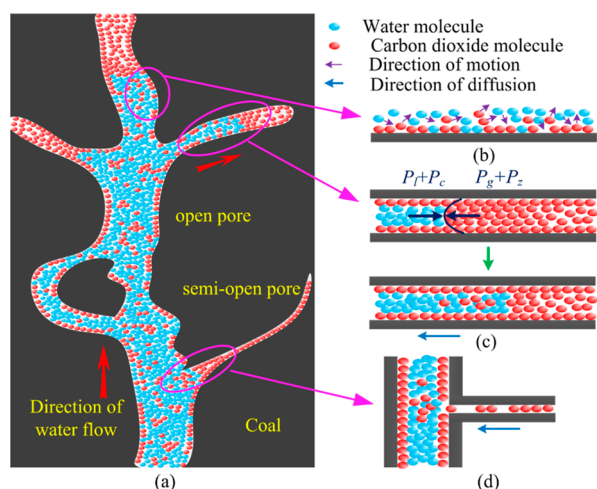 Water molecule
Carbon dioxide molecule
Direction of motion
Direction of diffusion
(b)
Pl+Pc
Pg+Pz
open pore
semi-open pore
(c)
Direction of
water flow
Coal
(a)
(d)